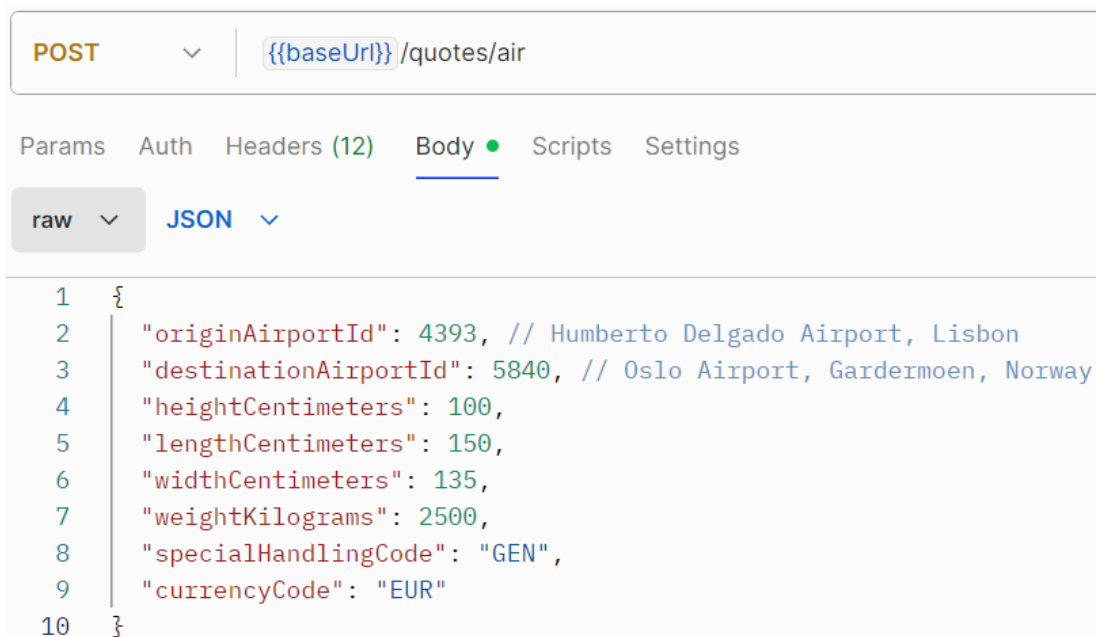 POST {{baseUrl}}/quotes/air
Params Auth Headers (12) Body Scripts Settings
raw JSON
1 {
2 "originAirportId": 4393, // Humberto Delgado Airport, Lisbon
3 "destinationAirportId": 5840, // Oslo Airport, Gardermoen, Norway
4 "heightCentimeters": 100,
5 "lengthCentimeters": 150,
6 "widthCentimeters": 135,
7 "weightKilograms": 2500,
8 "specialHandlingCode": "GEN",
9 "currencyCode": "EUR"
10 }